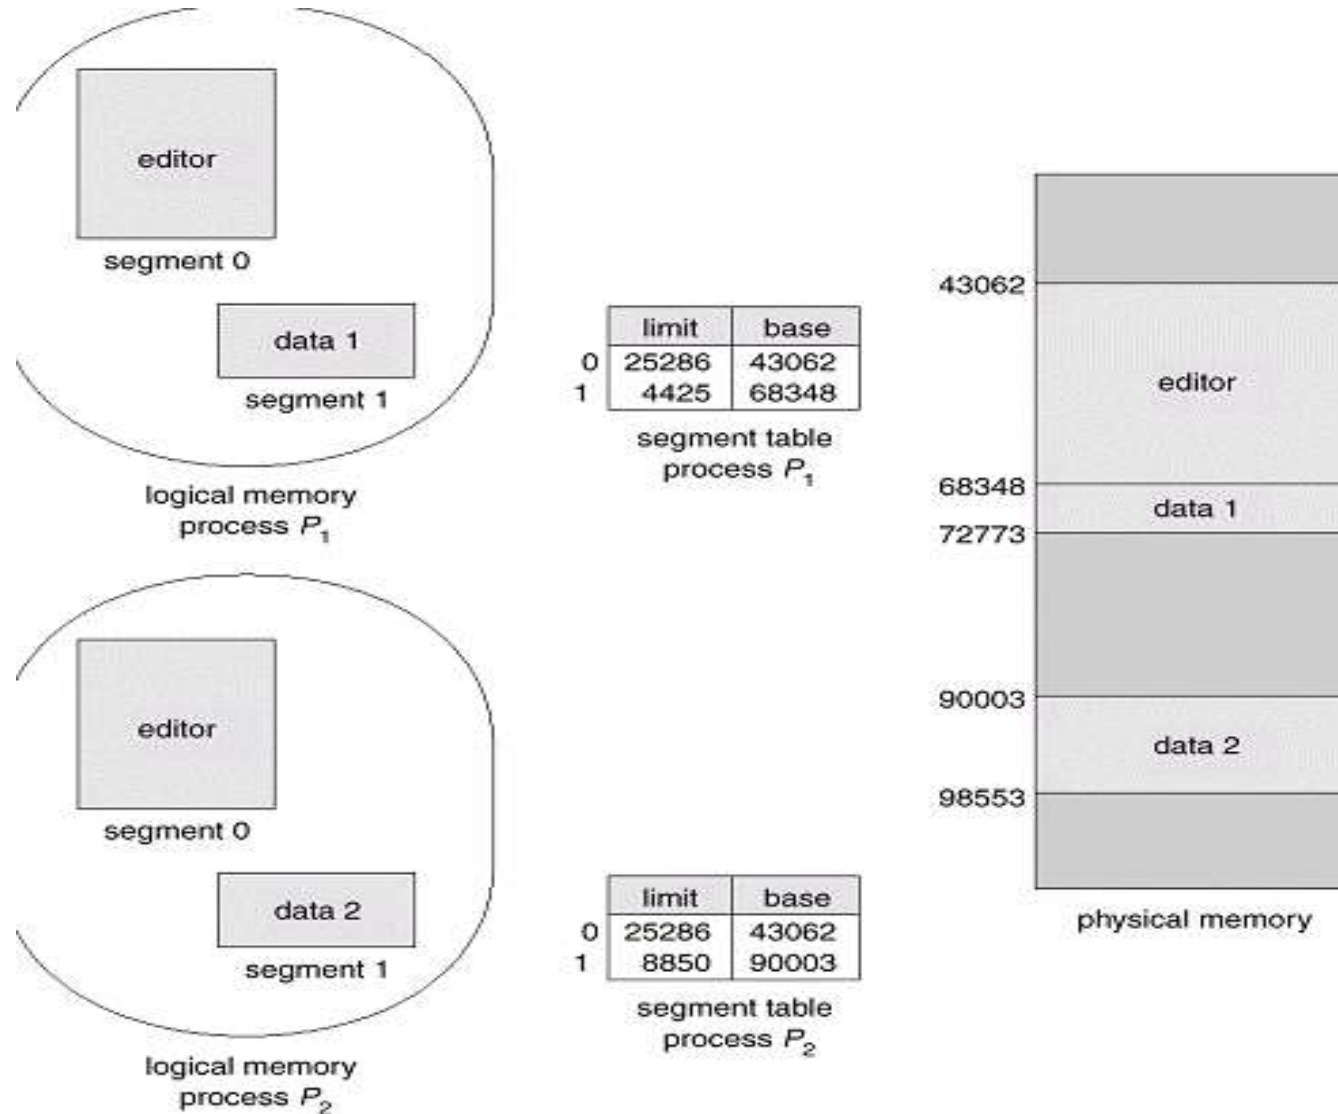 editor
segment 0
data 1
segment 1
logical memory
process P1
limit base
0 25286 43062
1 4425 68348
segment table
process P1
editor
segment 0
data 2
segment 1
logical memory
process P2
limit base
0 25286 43062
1 8850 90003
segment table
process P2
43062
editor
68348
data 1
72773
90003
data 2
98553
physical memory